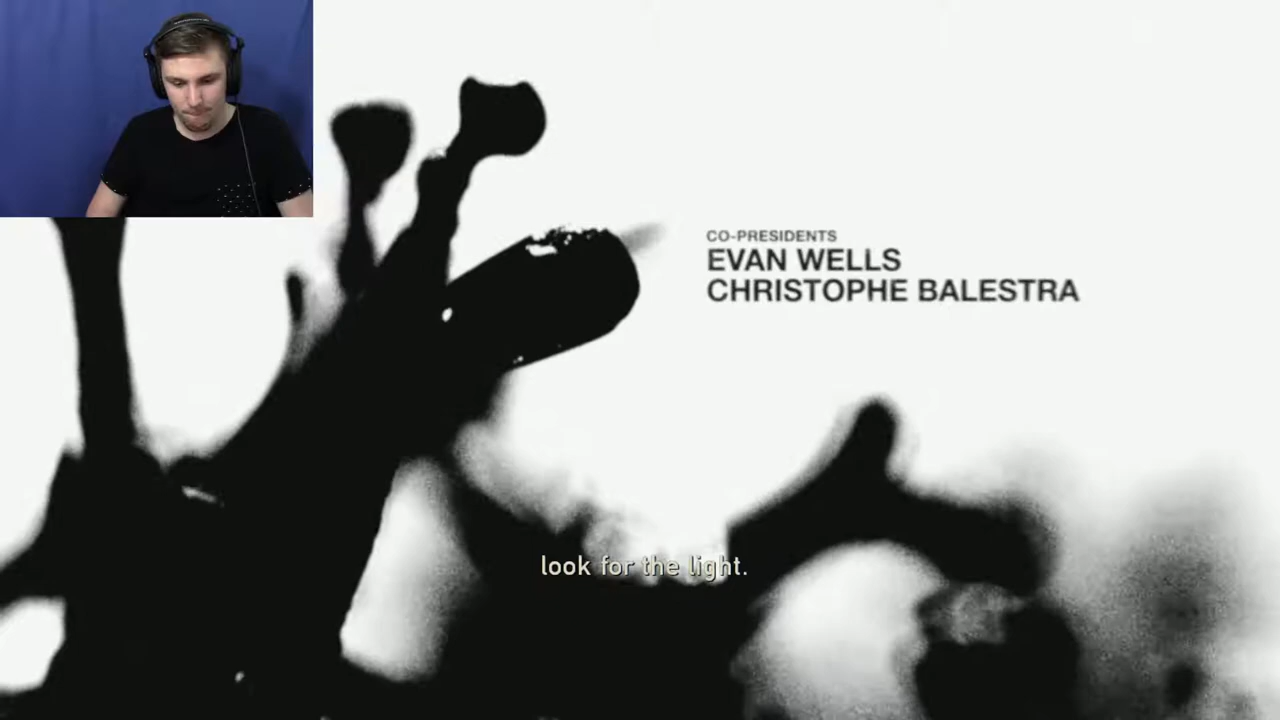 CO-PRESIDENTS
EVAN WELLS
CHRISTOPHE BALESTRA
look for the light.